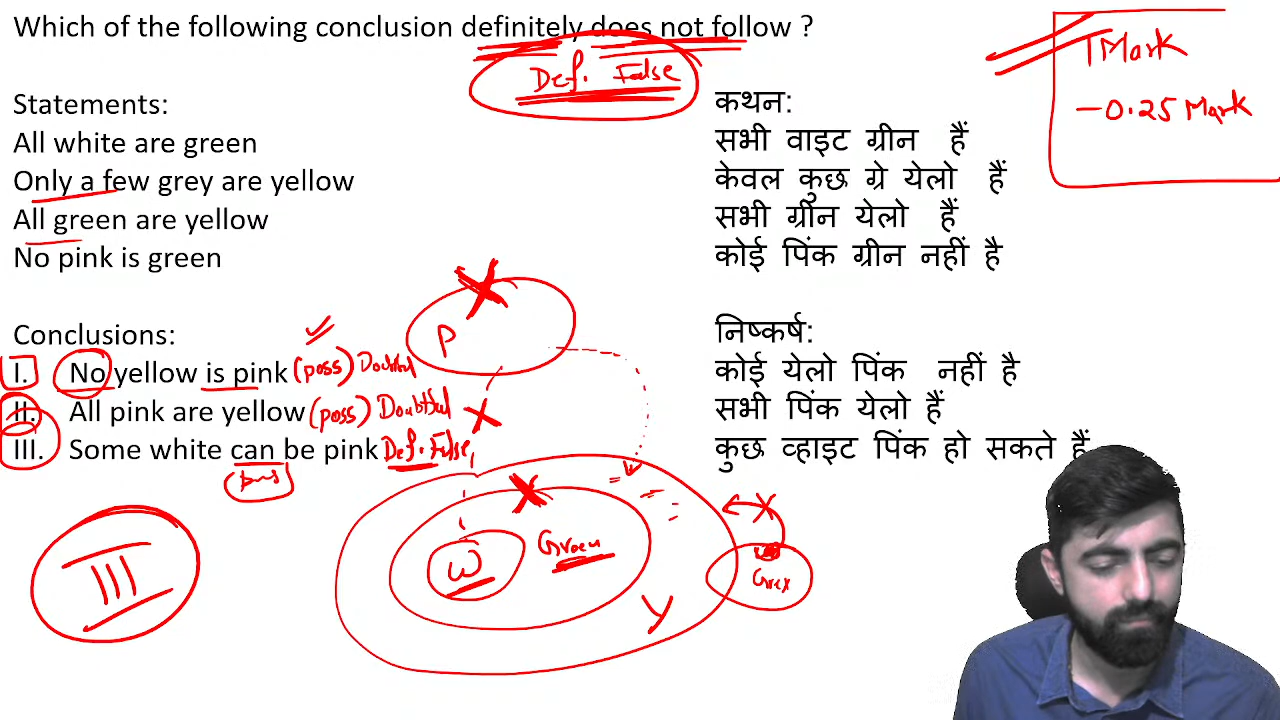 Which of the following conclusion definitely does not follow ?
Def. False
1 Mark
-0.25 Mark
Statements:
All white are green
Only a few grey are yellow
All green are yellow
No pink is green
Conclusions:
I. No yellow is pink (poss) Doubtful
II. All pink are yellow (poss) Doubtful
III. Some white can be pink Def. False
कथन:
सभी वाइट ग्रीन हैं
केवल कुछ ग्रे येलो हैं
सभी ग्रीन येलो हैं
कोई पिंक ग्रीन नहीं है
निष्कर्ष:
कोई येलो पिंक नहीं है
सभी पिंक येलो हैं
कुछ व्हाइट पिंक हो सकते हैं
P
W
Green
Y
III